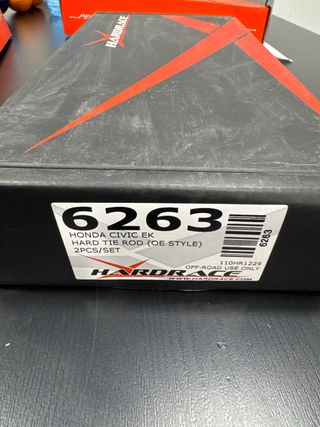 HARDRACE
6263
HONDA CIVIC EK
HARD TIE ROD (OE STYLE)
2PCS/SET
6263
110HR1229
OFF-ROAD USE ONLY
HARDRACE
WWW.HARDRACE.COM